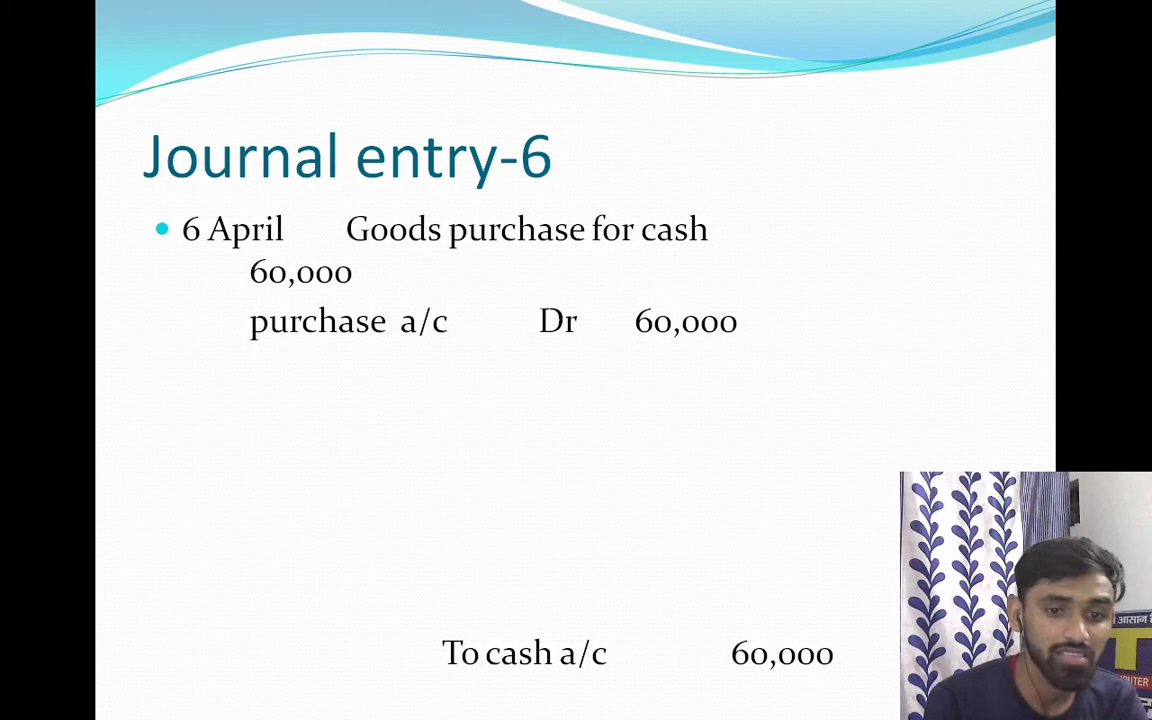 Journal entry-6
6 April Goods purchase for cash
60,000
purchase a/c Dr 60,000
To cash a/c 60,000
आसान